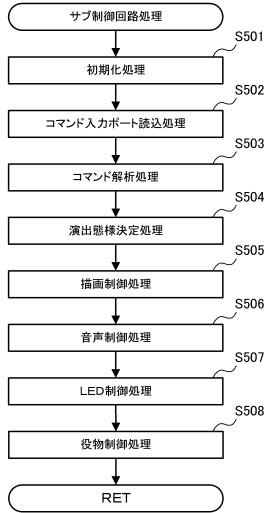 サブ制御回路処理
S501
初期化処理
S502
コマンド入力ポート読込処理
S503
コマンド解析処理
S504
演出態様決定処理
S505
描画制御処理
S506
音声制御処理
S507
LED制御処理
S508
役物制御処理
RET